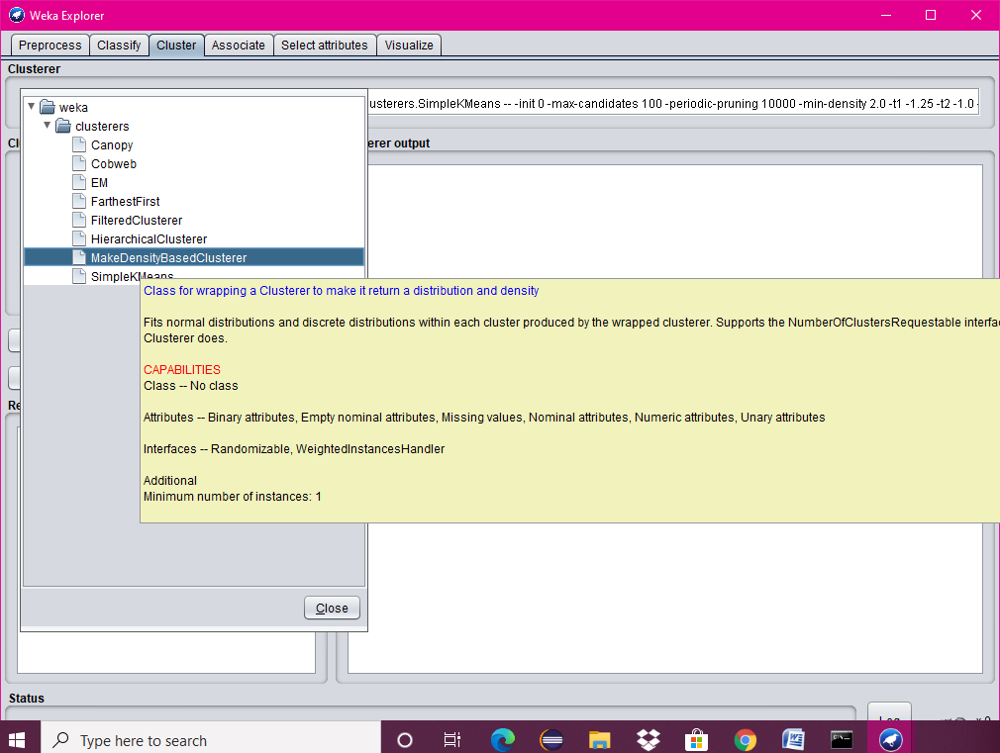 Weka Explorer
Preprocess Classify Cluster Associate Select attributes Visualize
Clusterer
weka
clusterers
Canopy
Cobweb
EM
FarthestFirst
FilteredClusterer
HierarchicalClusterer
MakeDensityBasedClusterer
SimpleKMeans
usterers.SimpleKMeans -- -init 0 -max-candidates 100 -periodic-pruning 10000 -min-density 2.0 -t1 -1.25 -t2 -1.0
Cl
erer output
Class for wrapping a Clusterer to make it return a distribution and density
Fits normal distributions and discrete distributions within each cluster produced by the wrapped clusterer. Supports the NumberOfClustersRequestable interfac
Clusterer does.
CAPABILITIES
Class -- No class
Attributes -- Binary attributes, Empty nominal attributes, Missing values, Nominal attributes, Numeric attributes, Unary attributes
Interfaces -- Randomizable, WeightedInstancesHandler
Additional
Minimum number of instances: 1
Re
Close
Status
Log
x 0
Type here to search